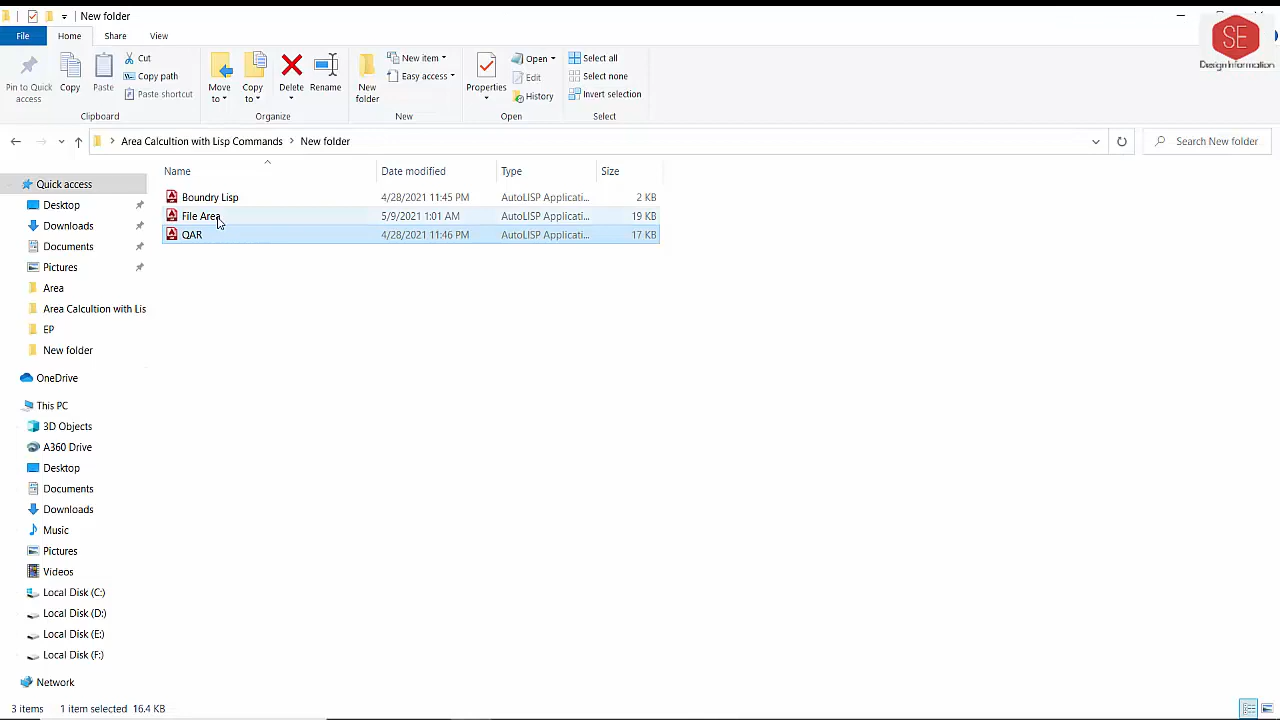 New folder
File Home Share View
Pin to Quick access
Copy
Paste
Cut
Copy path
Paste shortcut
Clipboard
Move to
Copy to
Delete
Rename
Organize
New folder
New item
Easy access
New
Properties
Open
Edit
History
Open
Select all
Select none
Invert selection
Select
SE
Design Information
Area Calcultion with Lisp Commands New folder
Search New folder
Name Date modified Type Size
Boundry Lisp 4/28/2021 11:45 PM AutoLISP Applicati... 2 KB
File Area 5/9/2021 1:01 AM AutoLISP Applicati... 19 KB
QAR 4/28/2021 11:46 PM AutoLISP Applicati... 17 KB
Quick access
Desktop
Downloads
Documents
Pictures
Area
Area Calcultion with Lis
EP
New folder
OneDrive
This PC
3D Objects
A360 Drive
Desktop
Documents
Downloads
Music
Pictures
Videos
Local Disk (C:)
Local Disk (D:)
Local Disk (E:)
Local Disk (F:)
Network
3 items 1 item selected 16.4 KB